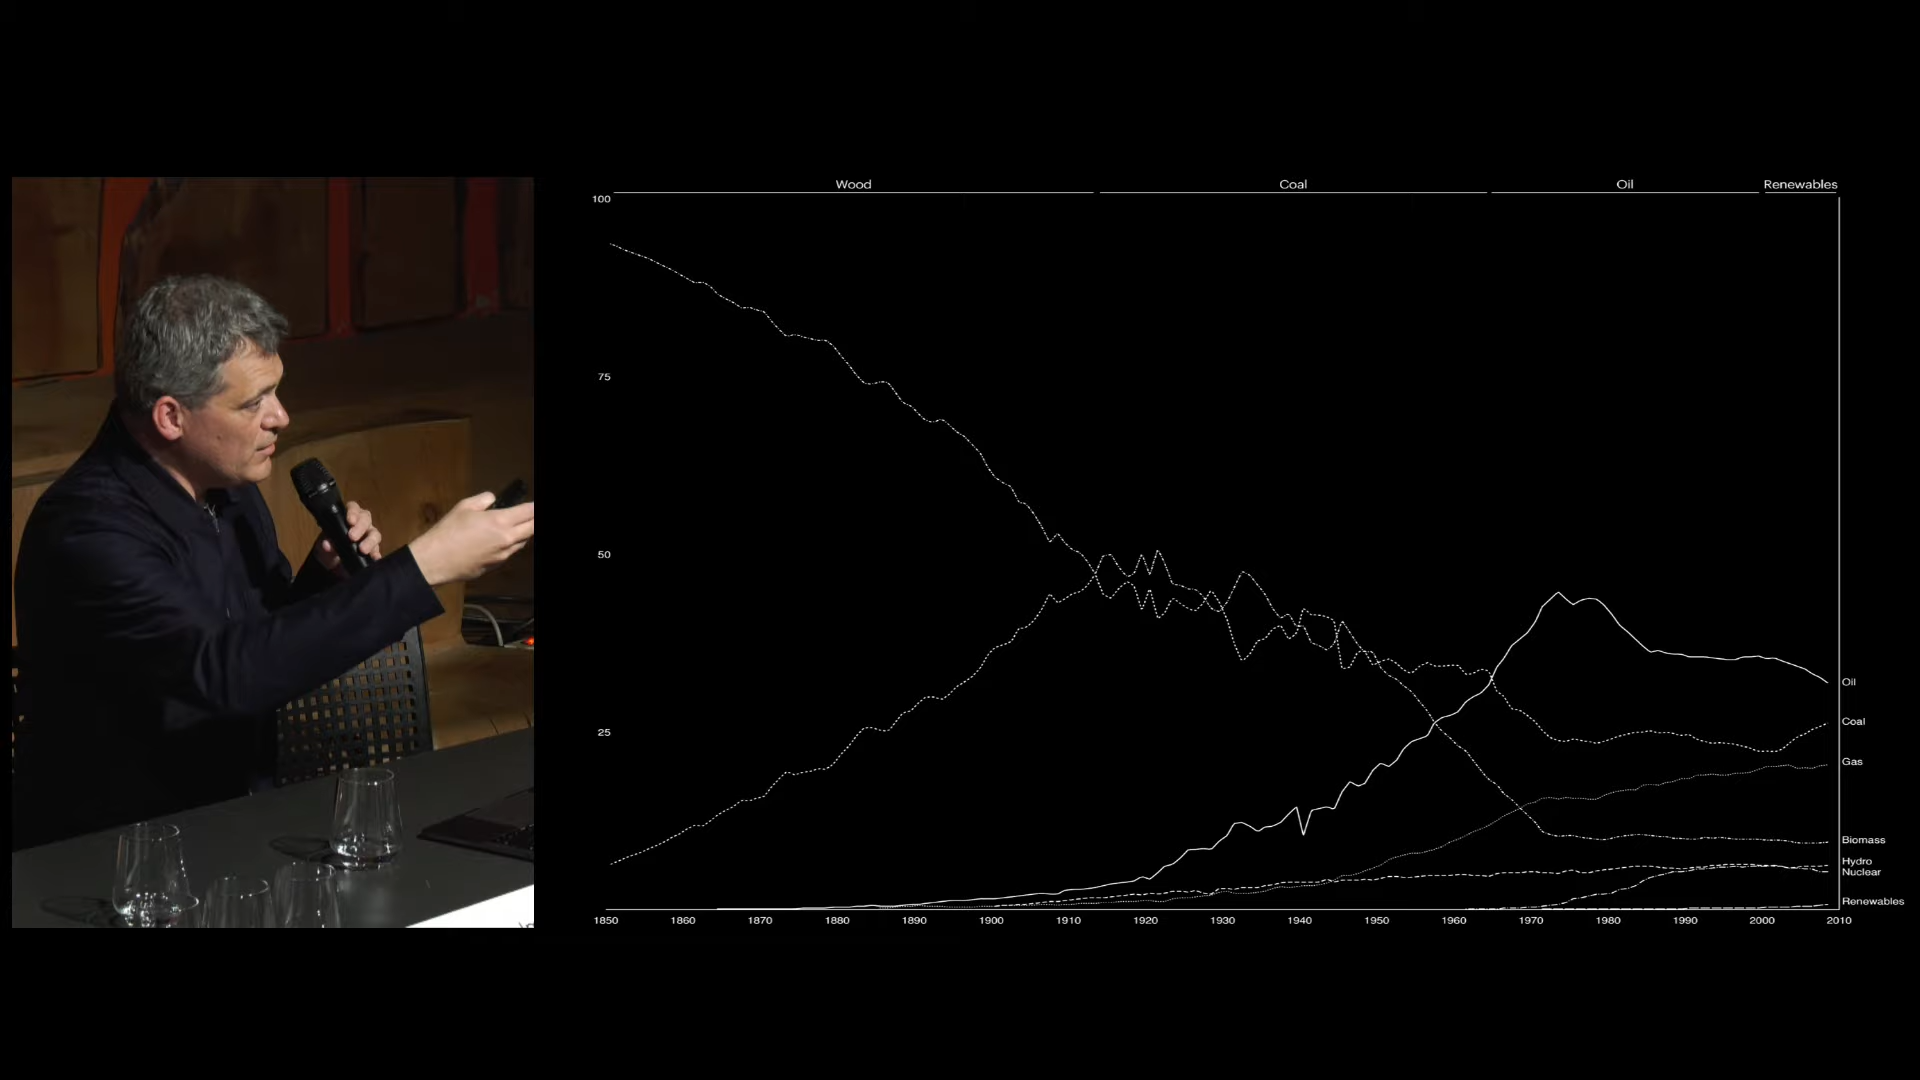 Wood Coal Oil Renewables
100
75
50
25
Oil
Coal
Gas
Biomass
Hydro
Nuclear
Renewables
1850 1860 1870 1880 1890 1900 1910 1920 1930 1940 1950 1960 1970 1980 1990 2000 2010